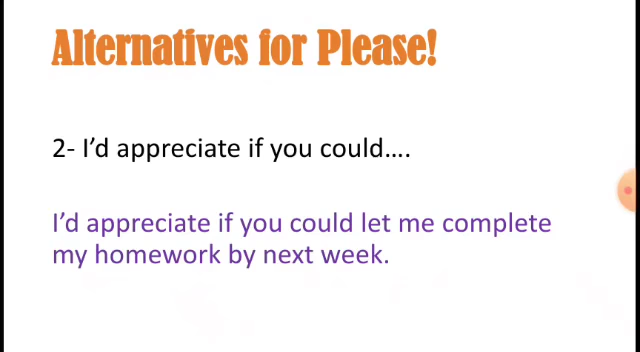 Alternatives for Please!
2- I’d appreciate if you could….
I’d appreciate if you could let me complete
my homework by next week.